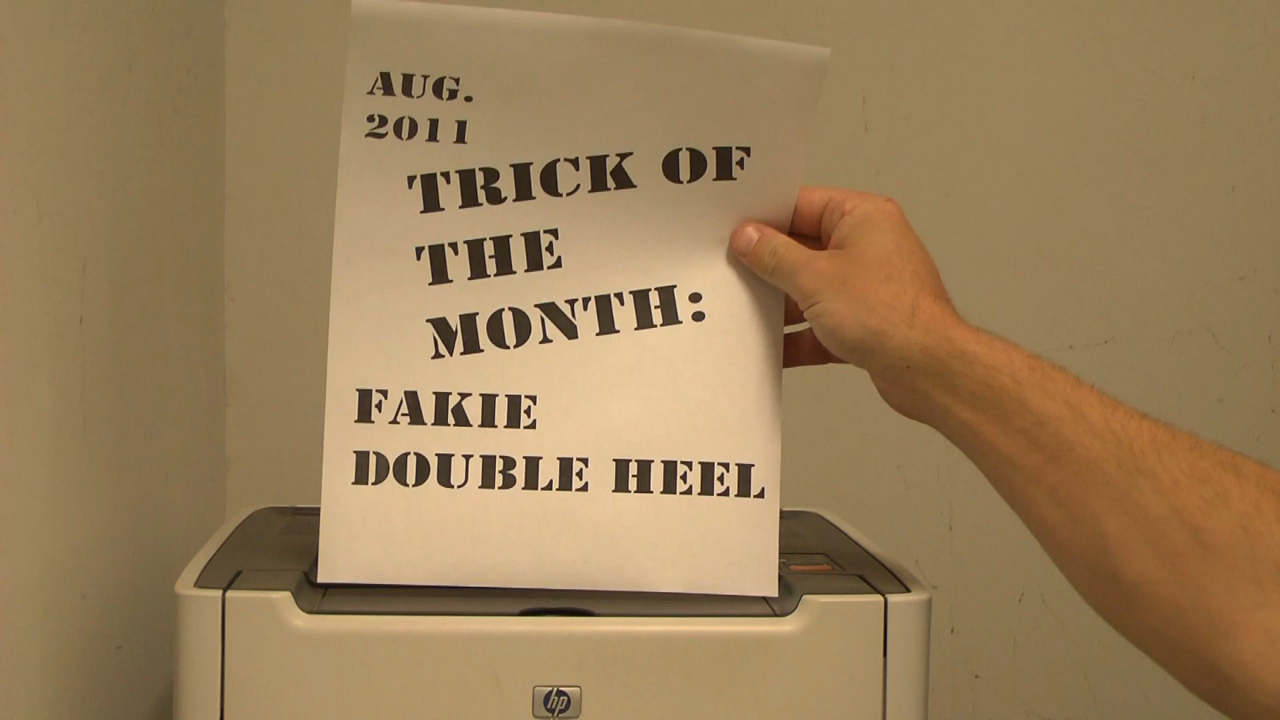 AUG.
2011
TRICK OF
THE
MONTH:
FAKIE
DOUBLE HEEL
hp